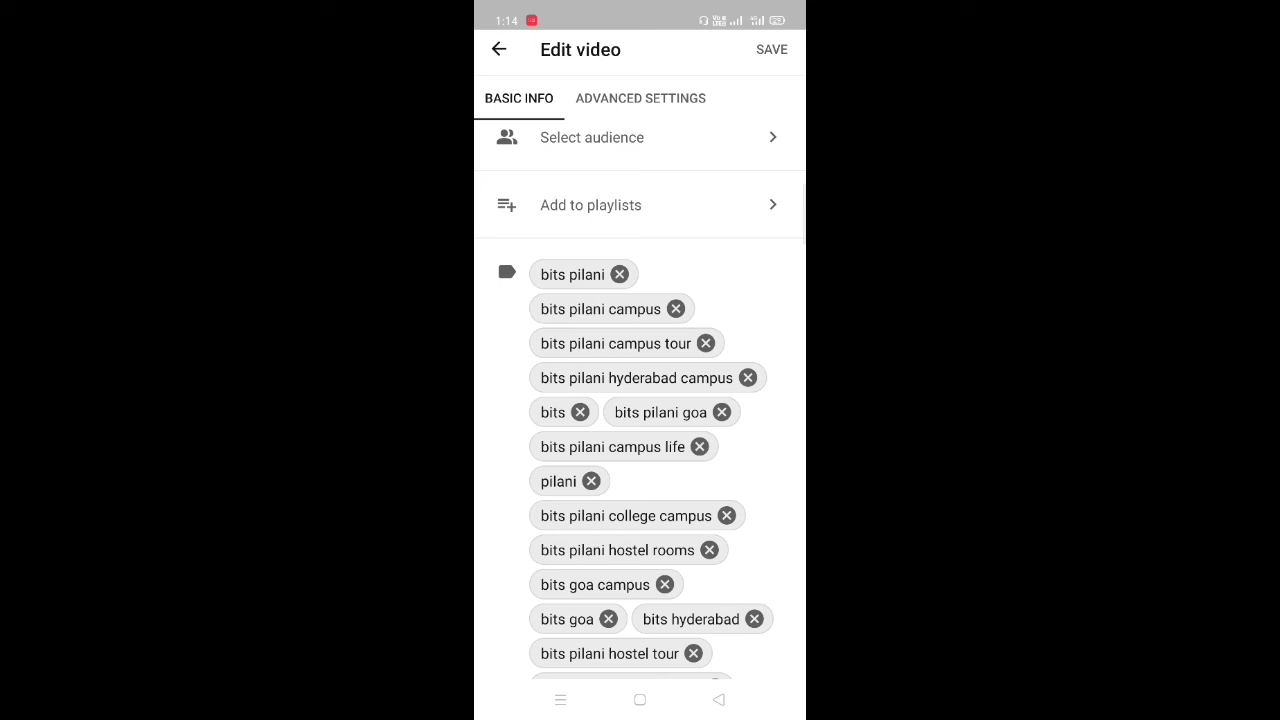 1:14
Edit video SAVE
BASIC INFO ADVANCED SETTINGS
Select audience
Add to playlists
bits pilani
bits pilani campus
bits pilani campus tour
bits pilani hyderabad campus
bits bits pilani goa
bits pilani campus life
pilani
bits pilani college campus
bits pilani hostel rooms
bits goa campus
bits goa bits hyderabad
bits pilani hostel tour